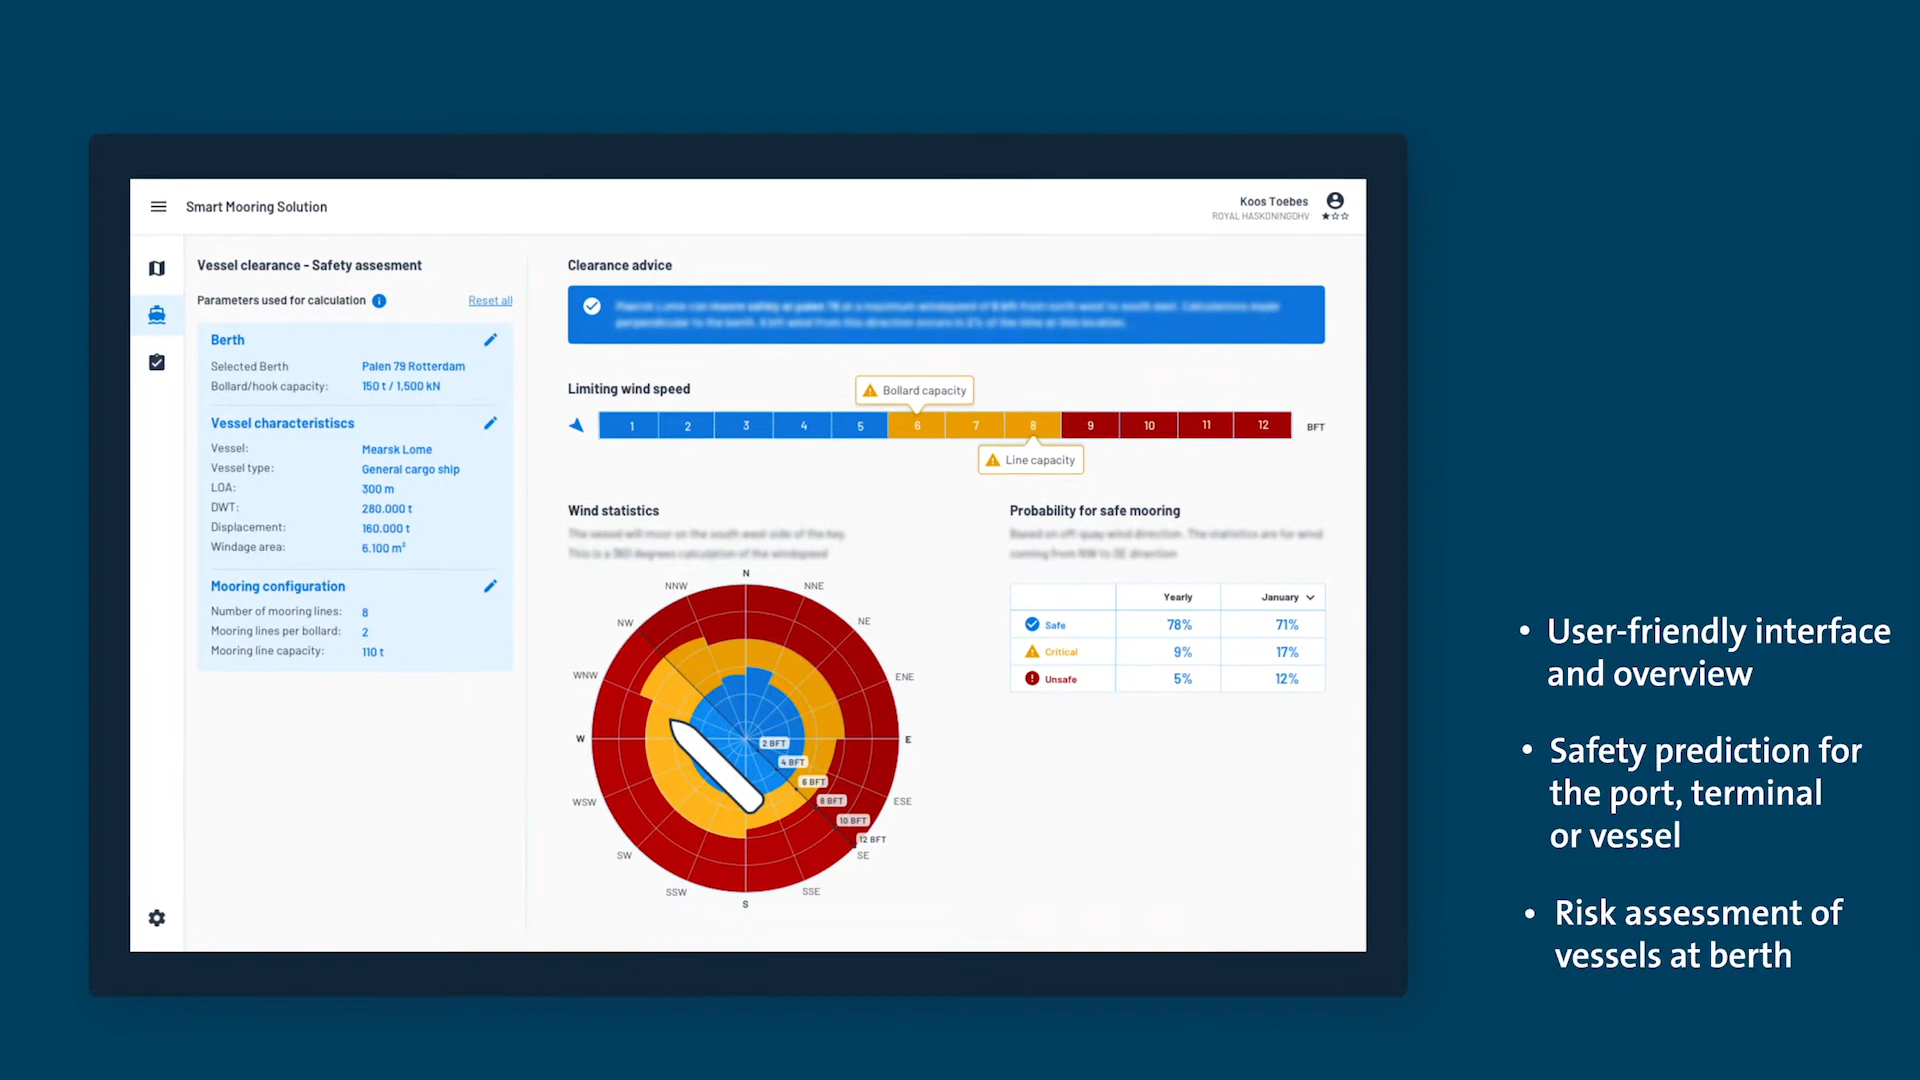 Smart Mooring Solution
Koos Toebes
ROYAL HASKONINGDHV
Vessel clearance - Safety assesment
Parameters used for calculation
Reset all
Berth
Selected Berth Palen 79 Rotterdam
Bollard/hook capacity: 150 t / 1,500 kN
Vessel characteristiscs
Vessel: Mearsk Lome
Vessel type: General cargo ship
LOA: 300 m
DWT: 280.000 t
Displacement: 160.000 t
Windage area: 6.100 m²
Mooring configuration
Number of mooring lines: 8
Mooring lines per bollard: 2
Mooring line capacity: 110 t
Clearance advice
Limiting wind speed
Bollard capacity
1 2 3 4 5 6 7 8 9 10 11 12 BFT
Line capacity
Wind statistics
N
NNW NNE
NW NE
WNW ENE
W E
2 BFT
4 BFT
6 BFT
8 BFT
10 BFT
12 BFT
WSW ESE
SW SE
SSW SSE
S
Probability for safe mooring
Yearly January
Safe 78% 71%
Critical 9% 17%
Unsafe 5% 12%
• User-friendly interface
and overview
• Safety prediction for
the port, terminal
or vessel
• Risk assessment of
vessels at berth